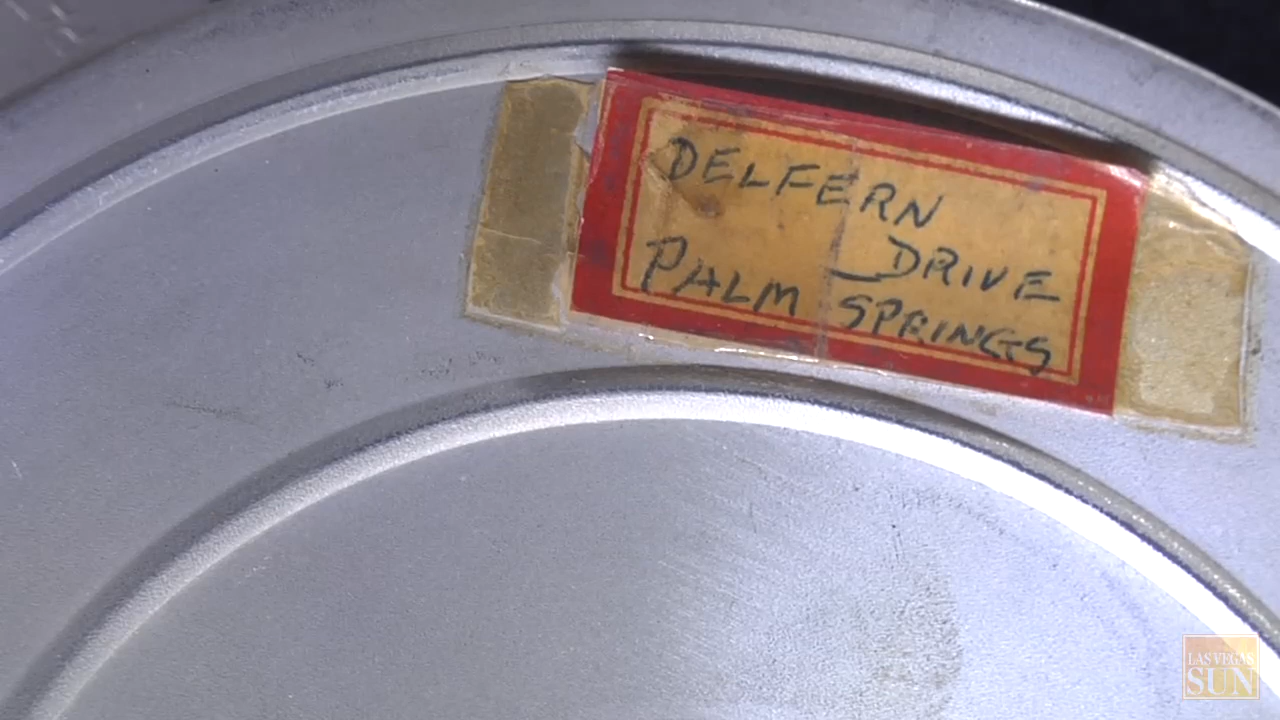 DELFERN
DRIVE
PALM SPRINGS
LAS VEGAS
SUN